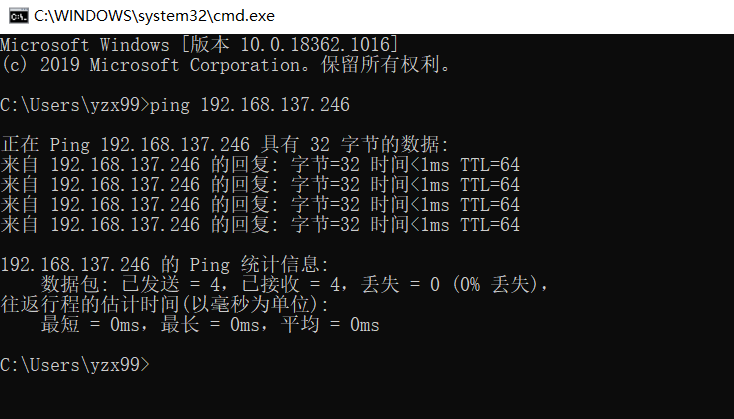 C:\WINDOWS\system32\cmd.exe
Microsoft Windows [版本 10.0.18362.1016]
(c) 2019 Microsoft Corporation。保留所有权利。
C:\Users\yzx99>ping 192.168.137.246
正在 Ping 192.168.137.246 具有 32 字节的数据:
来自 192.168.137.246 的回复: 字节=32 时间<1ms TTL=64
来自 192.168.137.246 的回复: 字节=32 时间<1ms TTL=64
来自 192.168.137.246 的回复: 字节=32 时间<1ms TTL=64
来自 192.168.137.246 的回复: 字节=32 时间<1ms TTL=64
192.168.137.246 的 Ping 统计信息:
    数据包: 已发送 = 4，已接收 = 4，丢失 = 0 (0% 丢失)，
往返行程的估计时间(以毫秒为单位):
    最短 = 0ms，最长 = 0ms，平均 = 0ms
C:\Users\yzx99>